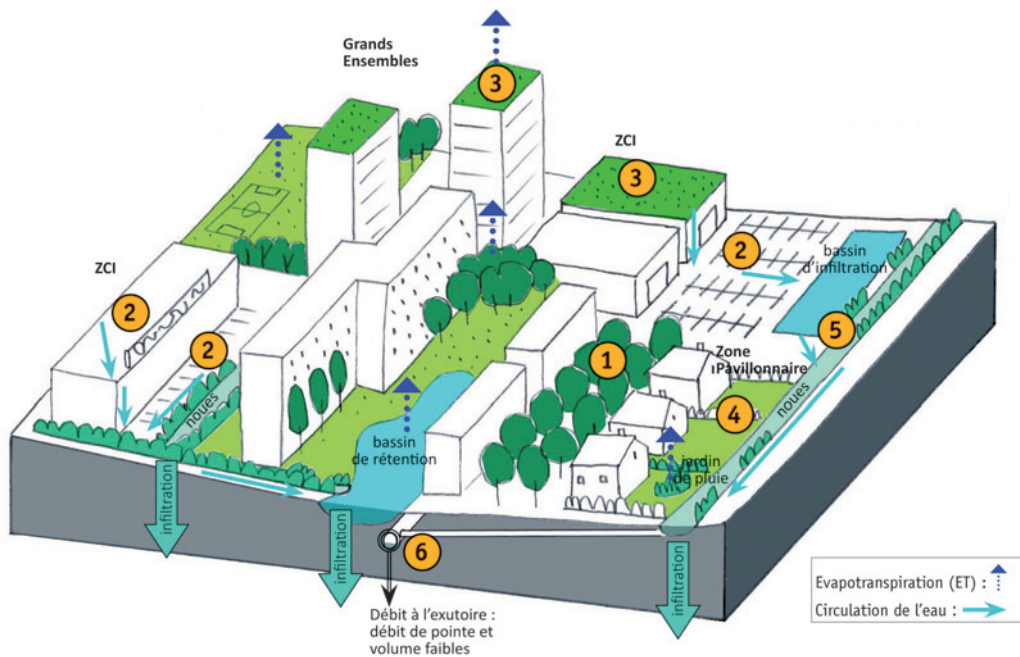 Grands
Ensembles
3
ZCI
3
ZCI
2
bassin
d'infiltration
2
2
noues
1
5
Zone
Pavillonnaire
noues
4
bassin
de rétention
jardin
de pluie
infiltration
infiltration
infiltration
6
Débit à l'exutoire :
débit de pointe et
volume faibles
Evapotranspiration (ET) :
Circulation de l'eau :